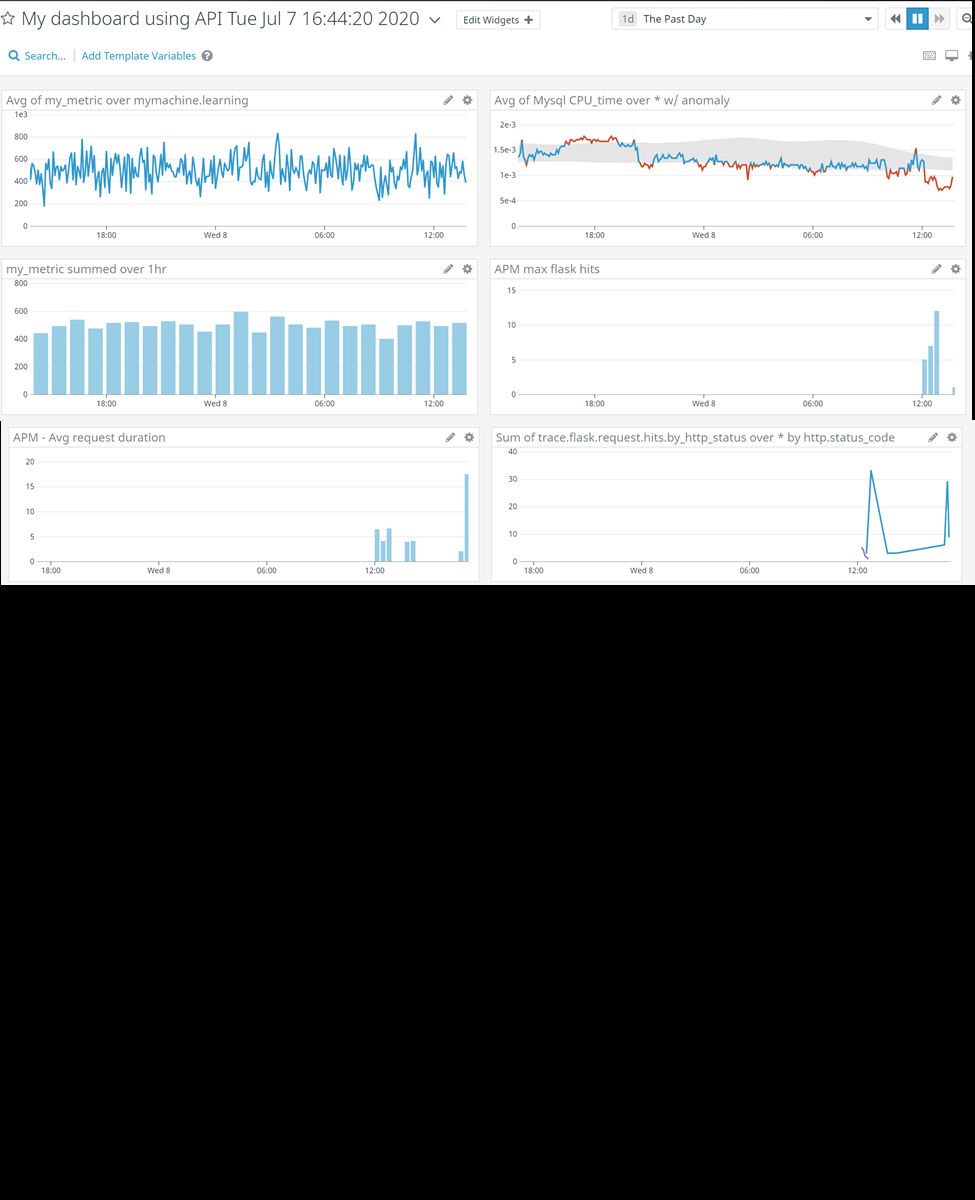 My dashboard using API Tue Jul 7 16:44:20 2020 Edit Widgets + 1d The Past Day
Search... Add Template Variables ?
Avg of my_metric over mymachine.learning
1e3
800
600
400
200
0
18:00 Wed 8 06:00 12:00
Avg of Mysql CPU_time over * w/ anomaly
2e-3
1.5e-3
1e-3
5e-4
0
18:00 Wed 8 06:00 12:00
my_metric summed over 1hr
800
600
400
200
0
18:00 Wed 8 06:00 12:00
APM max flask hits
15
10
5
0
18:00 Wed 8 06:00 12:00
APM - Avg request duration
20
15
10
5
0
18:00 Wed 8 06:00 12:00
Sum of trace.flask.request.hits.by_http_status over * by http.status_code
40
30
20
10
0
18:00 Wed 8 06:00 12:00